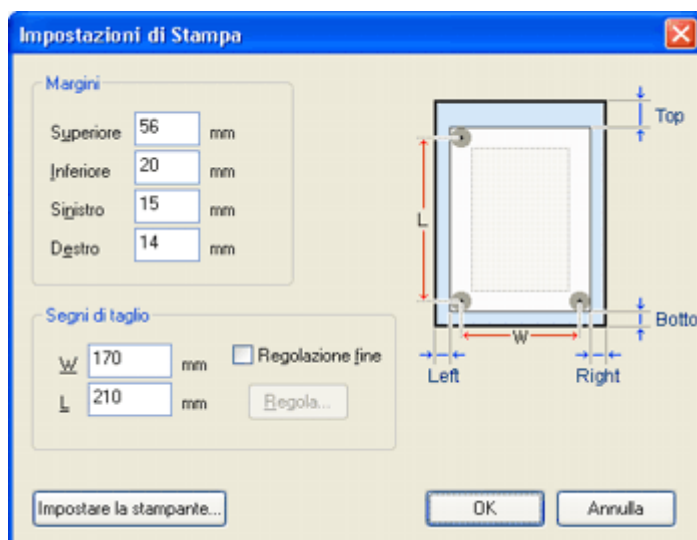 Impostazioni di Stampa
Margini
Superiore 56 mm
Inferiore 20 mm
Sinistro 15 mm
Destro 14 mm
Top
L
W
Botto
Left
Right
Segni di taglio
W 170 mm
L 210 mm
Regolazione fine
Regola...
Impostare la stampante...
OK
Annulla